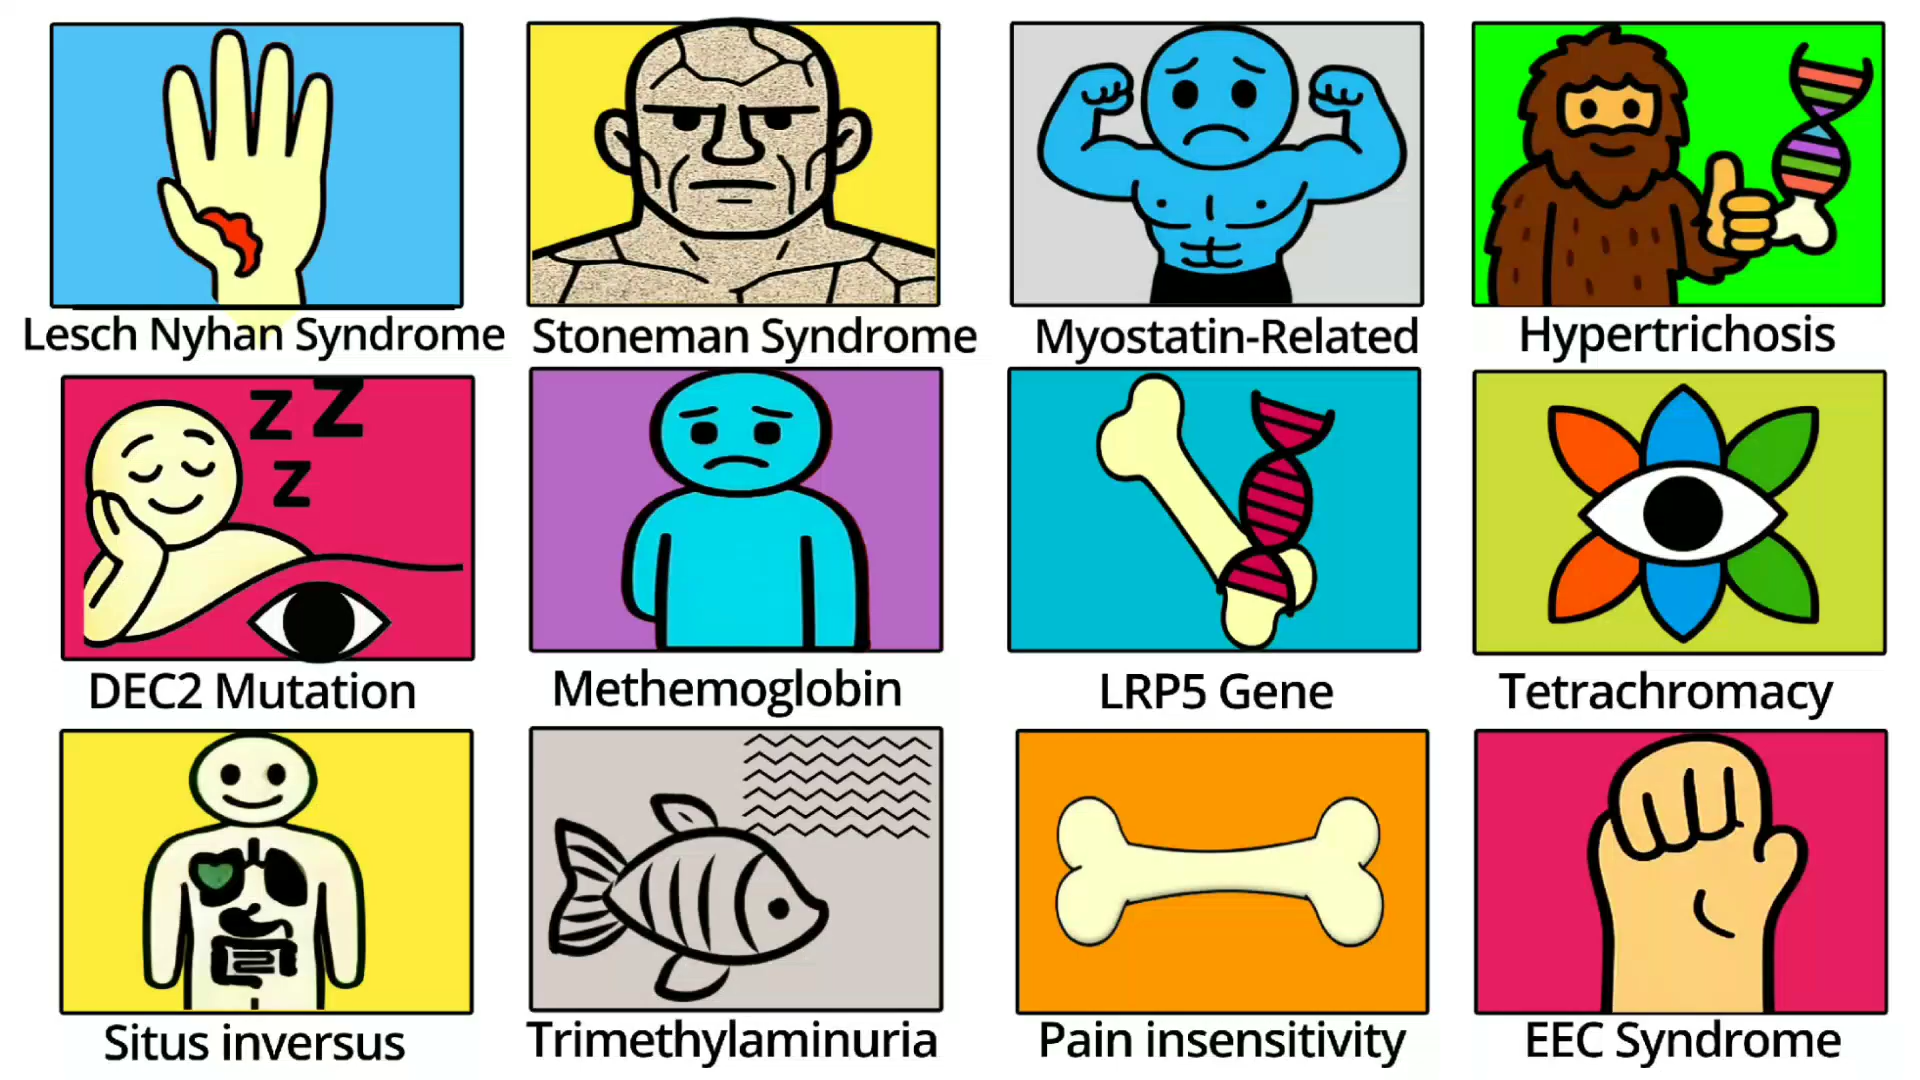 Lesch Nyhan Syndrome
Stoneman Syndrome
Myostatin-Related
Hypertrichosis
Z Z
Z
DEC2 Mutation
Methemoglobin
LRP5 Gene
Tetrachromacy
Situs inversus
Trimethylaminuria
Pain insensitivity
EEC Syndrome